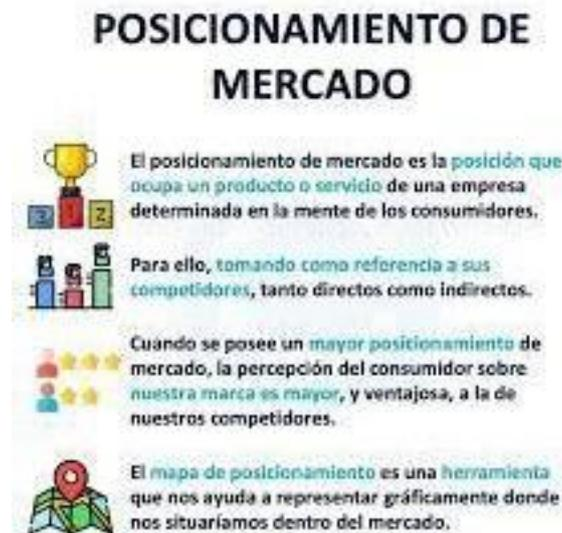 POSICIONAMIENTO DE
MERCADO
El posicionamiento de mercado es la posición que
ocupa un producto o servicio de una empresa
determinada en la mente de los consumidores.
Para ello, tomando como referencia a sus
competidores, tanto directos como indirectos.
Cuando se posee un mayor posicionamiento de
mercado, la percepción del consumidor sobre
nuestra marca es mayor, y ventajosa, a la de
nuestros competidores.
El mapa de posicionamiento es una herramienta
que nos ayuda a representar gráficamente donde
nos situaríamos dentro del mercado.